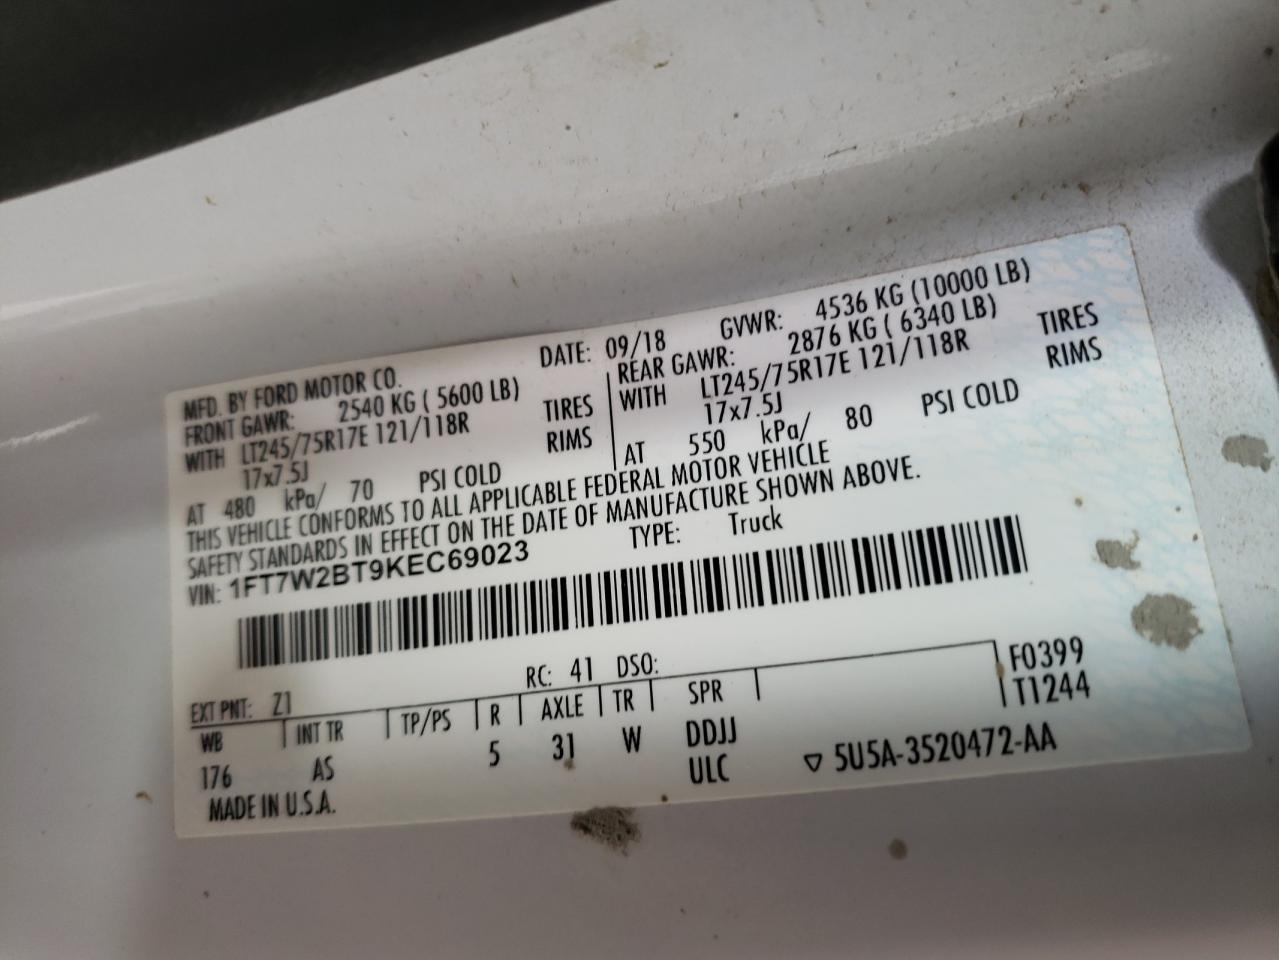 MFD. BY FORD MOTOR CO.
DATE: 09/18
GVWR: 4536 KG (10000 LB)
FRONT GAWR: 2540 KG ( 5600 LB)
WITH LT245/75R17E 121/118R TIRES
17x7.5J RIMS
AT 480 kPa/ 70 PSI COLD
REAR GAWR: 2876 KG ( 6340 LB)
WITH LT245/75R17E 121/118R TIRES
17x7.5J RIMS
AT 550 kPa/ 80 PSI COLD
THIS VEHICLE CONFORMS TO ALL APPLICABLE FEDERAL MOTOR VEHICLE
SAFETY STANDARDS IN EFFECT ON THE DATE OF MANUFACTURE SHOWN ABOVE.
VIN: 1FT7W2BT9KEC69023
TYPE: Truck
EXT PNT: Z1 RC: 41 DSO: F0399
WB INT TR TP/PS R AXLE TR SPR T1244
176 AS 5 31 W DDJJ
ULC ▽ 5U5A-3520472-AA
MADE IN U.S.A.